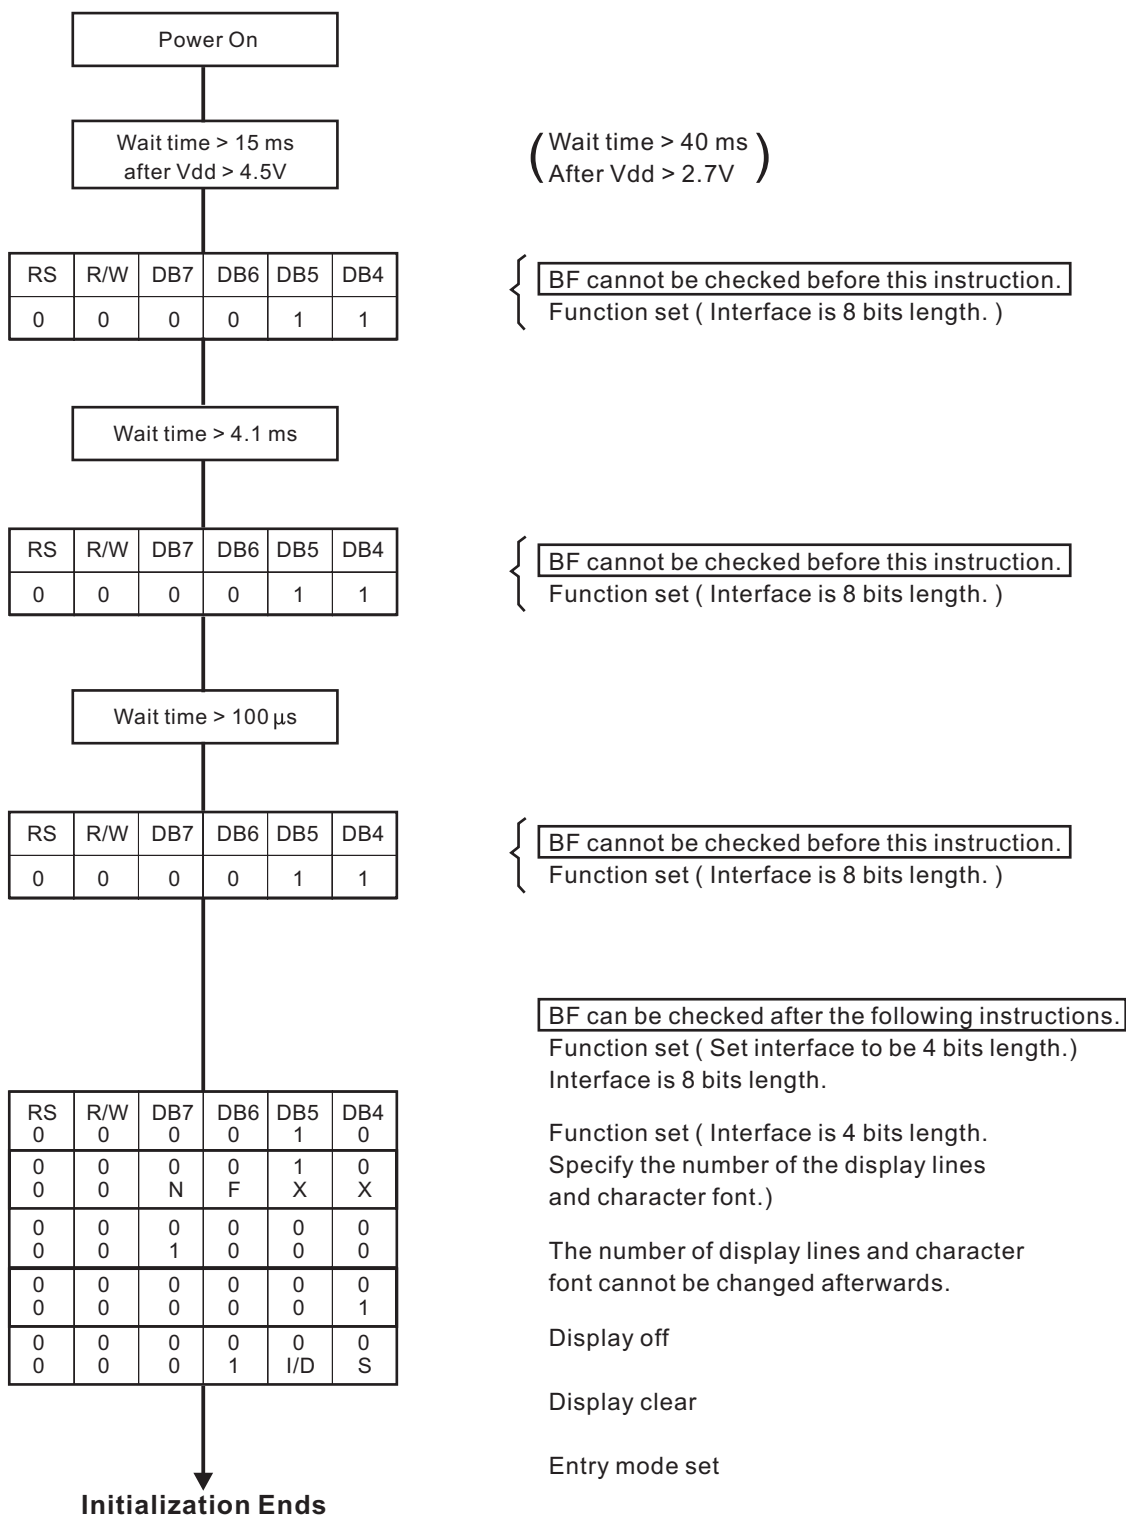 Power On
Wait time > 15 ms
after Vdd > 4.5V
(Wait time > 40 ms
After Vdd > 2.7V)
RS R/W DB7 DB6 DB5 DB4
0 0 0 0 1 1
BF cannot be checked before this instruction.
Function set ( Interface is 8 bits length. )
Wait time > 4.1 ms
RS R/W DB7 DB6 DB5 DB4
0 0 0 0 1 1
BF cannot be checked before this instruction.
Function set ( Interface is 8 bits length. )
Wait time > 100 µs
RS R/W DB7 DB6 DB5 DB4
0 0 0 0 1 1
BF cannot be checked before this instruction.
Function set ( Interface is 8 bits length. )
BF can be checked after the following instructions.
Function set ( Set interface to be 4 bits length.)
Interface is 8 bits length.
RS R/W DB7 DB6 DB5 DB4
0 0 0 0 1 0
0 0 0 0 1 0
0 0 N F X X
0 0 0 0 0 0
0 0 1 0 0 0
0 0 0 0 0 0
0 0 0 0 0 1
0 0 0 0 0 0
0 0 0 1 I/D S
Function set ( Interface is 4 bits length.
Specify the number of the display lines
and character font.)
The number of display lines and character
font cannot be changed afterwards.
Display off
Display clear
Entry mode set
Initialization Ends